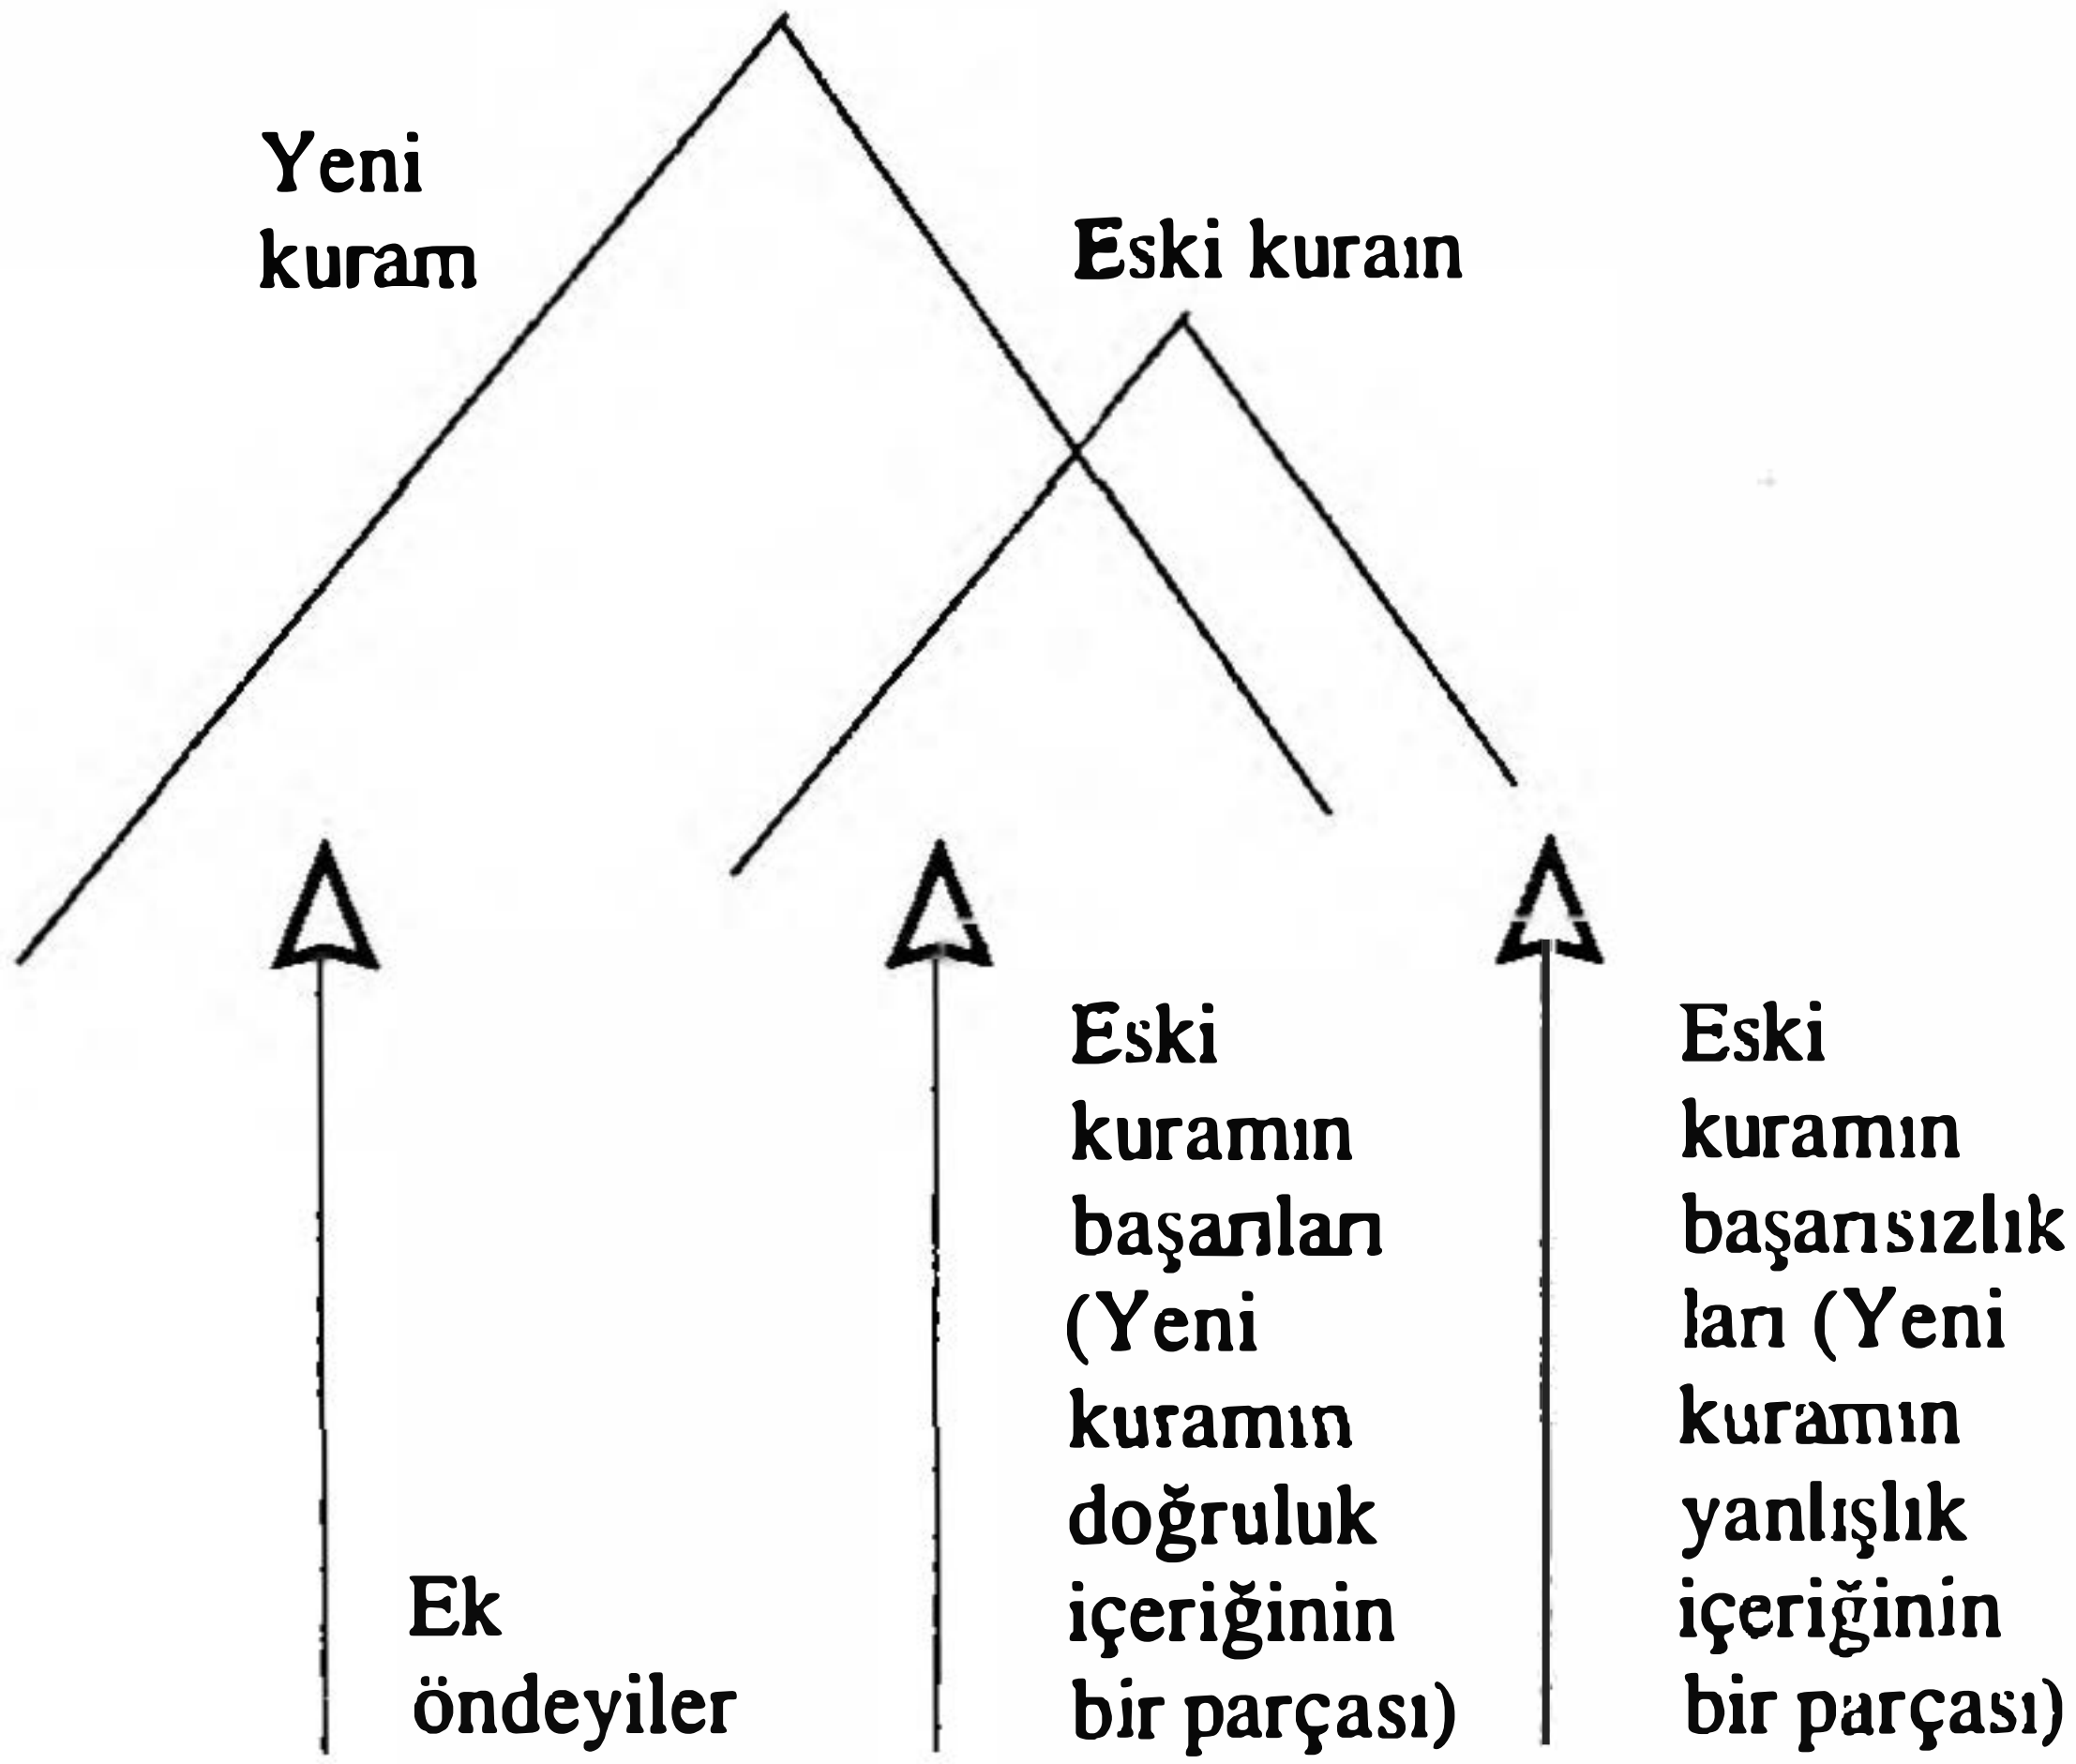 Yeni
kuram
Eski kuram
Ek
öndeyiler
Eski
kuramın
başarıları
(Yeni
kuramın
doğruluk
içeriğinin
bir parçası)
Eski
kuramın
başarısızlık
ları (Yeni
kuramın
yanlışlık
içeriğinin
bir parçası)